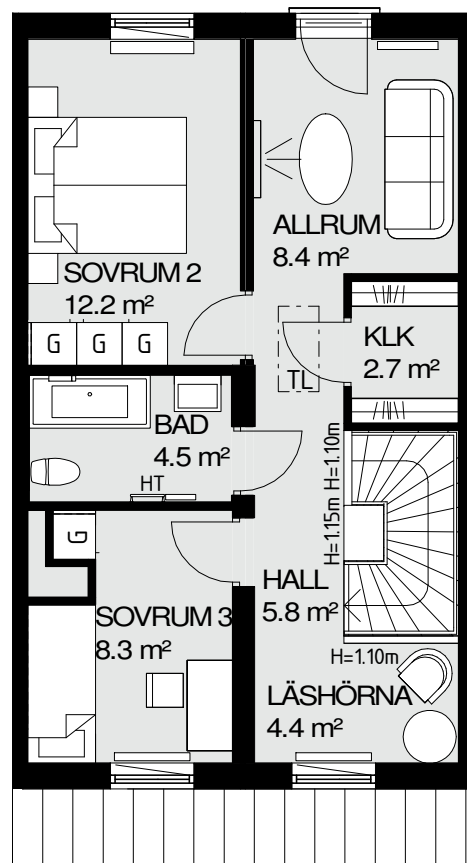 ALLRUM
8.4 m²
SOVRUM 2
12.2 m²
G G G
KLK
2.7 m²
TL
BAD
4.5 m²
HT
H=1.15m H=1.10m
G
HALL
5.8 m²
SOVRUM 3
8.3 m²
H=1.10m
LÄSHÖRNA
4.4 m²